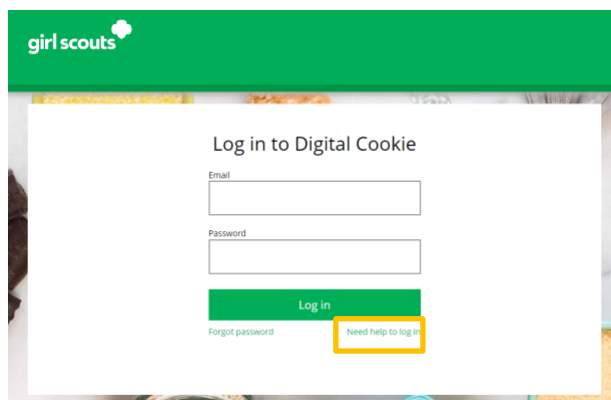 girl scouts
Log in to Digital Cookie
Email
Password
Log in
Forgot password
Need help to log in